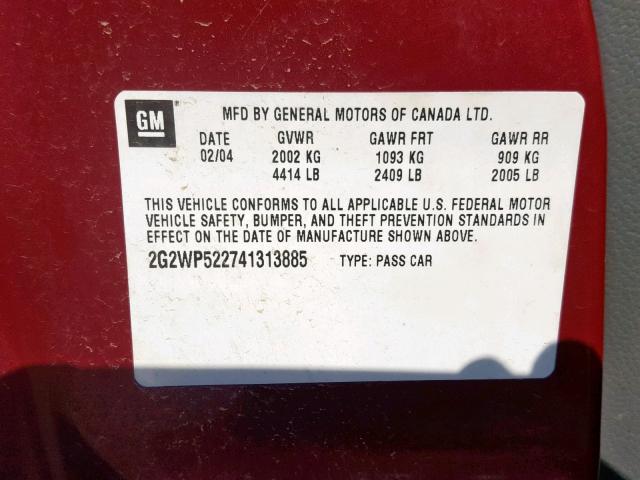 GM
MFD BY GENERAL MOTORS OF CANADA LTD.
DATE GVWR GAWR FRT GAWR RR
02/04 2002 KG 1093 KG 909 KG
4414 LB 2409 LB 2005 LB
THIS VEHICLE CONFORMS TO ALL APPLICABLE U.S. FEDERAL MOTOR
VEHICLE SAFETY, BUMPER, AND THEFT PREVENTION STANDARDS IN
EFFECT ON THE DATE OF MANUFACTURE SHOWN ABOVE.
2G2WP522741313885 TYPE: PASS CAR